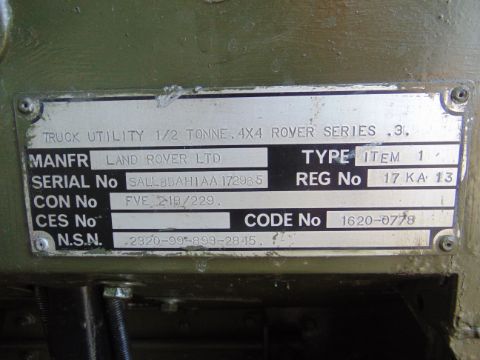 TRUCK UTILITY 1/2 TONNE.4X4 ROVER SERIES .3.
MANFR LAND ROVER LTD TYPE ITEM 1
SERIAL No SALLBBAH1AA172965 REG No 17 KA 13
CON No FVE 21B/229.
CES No CODE No 1620-0778
N.S.N. .2320-99-893-2845.